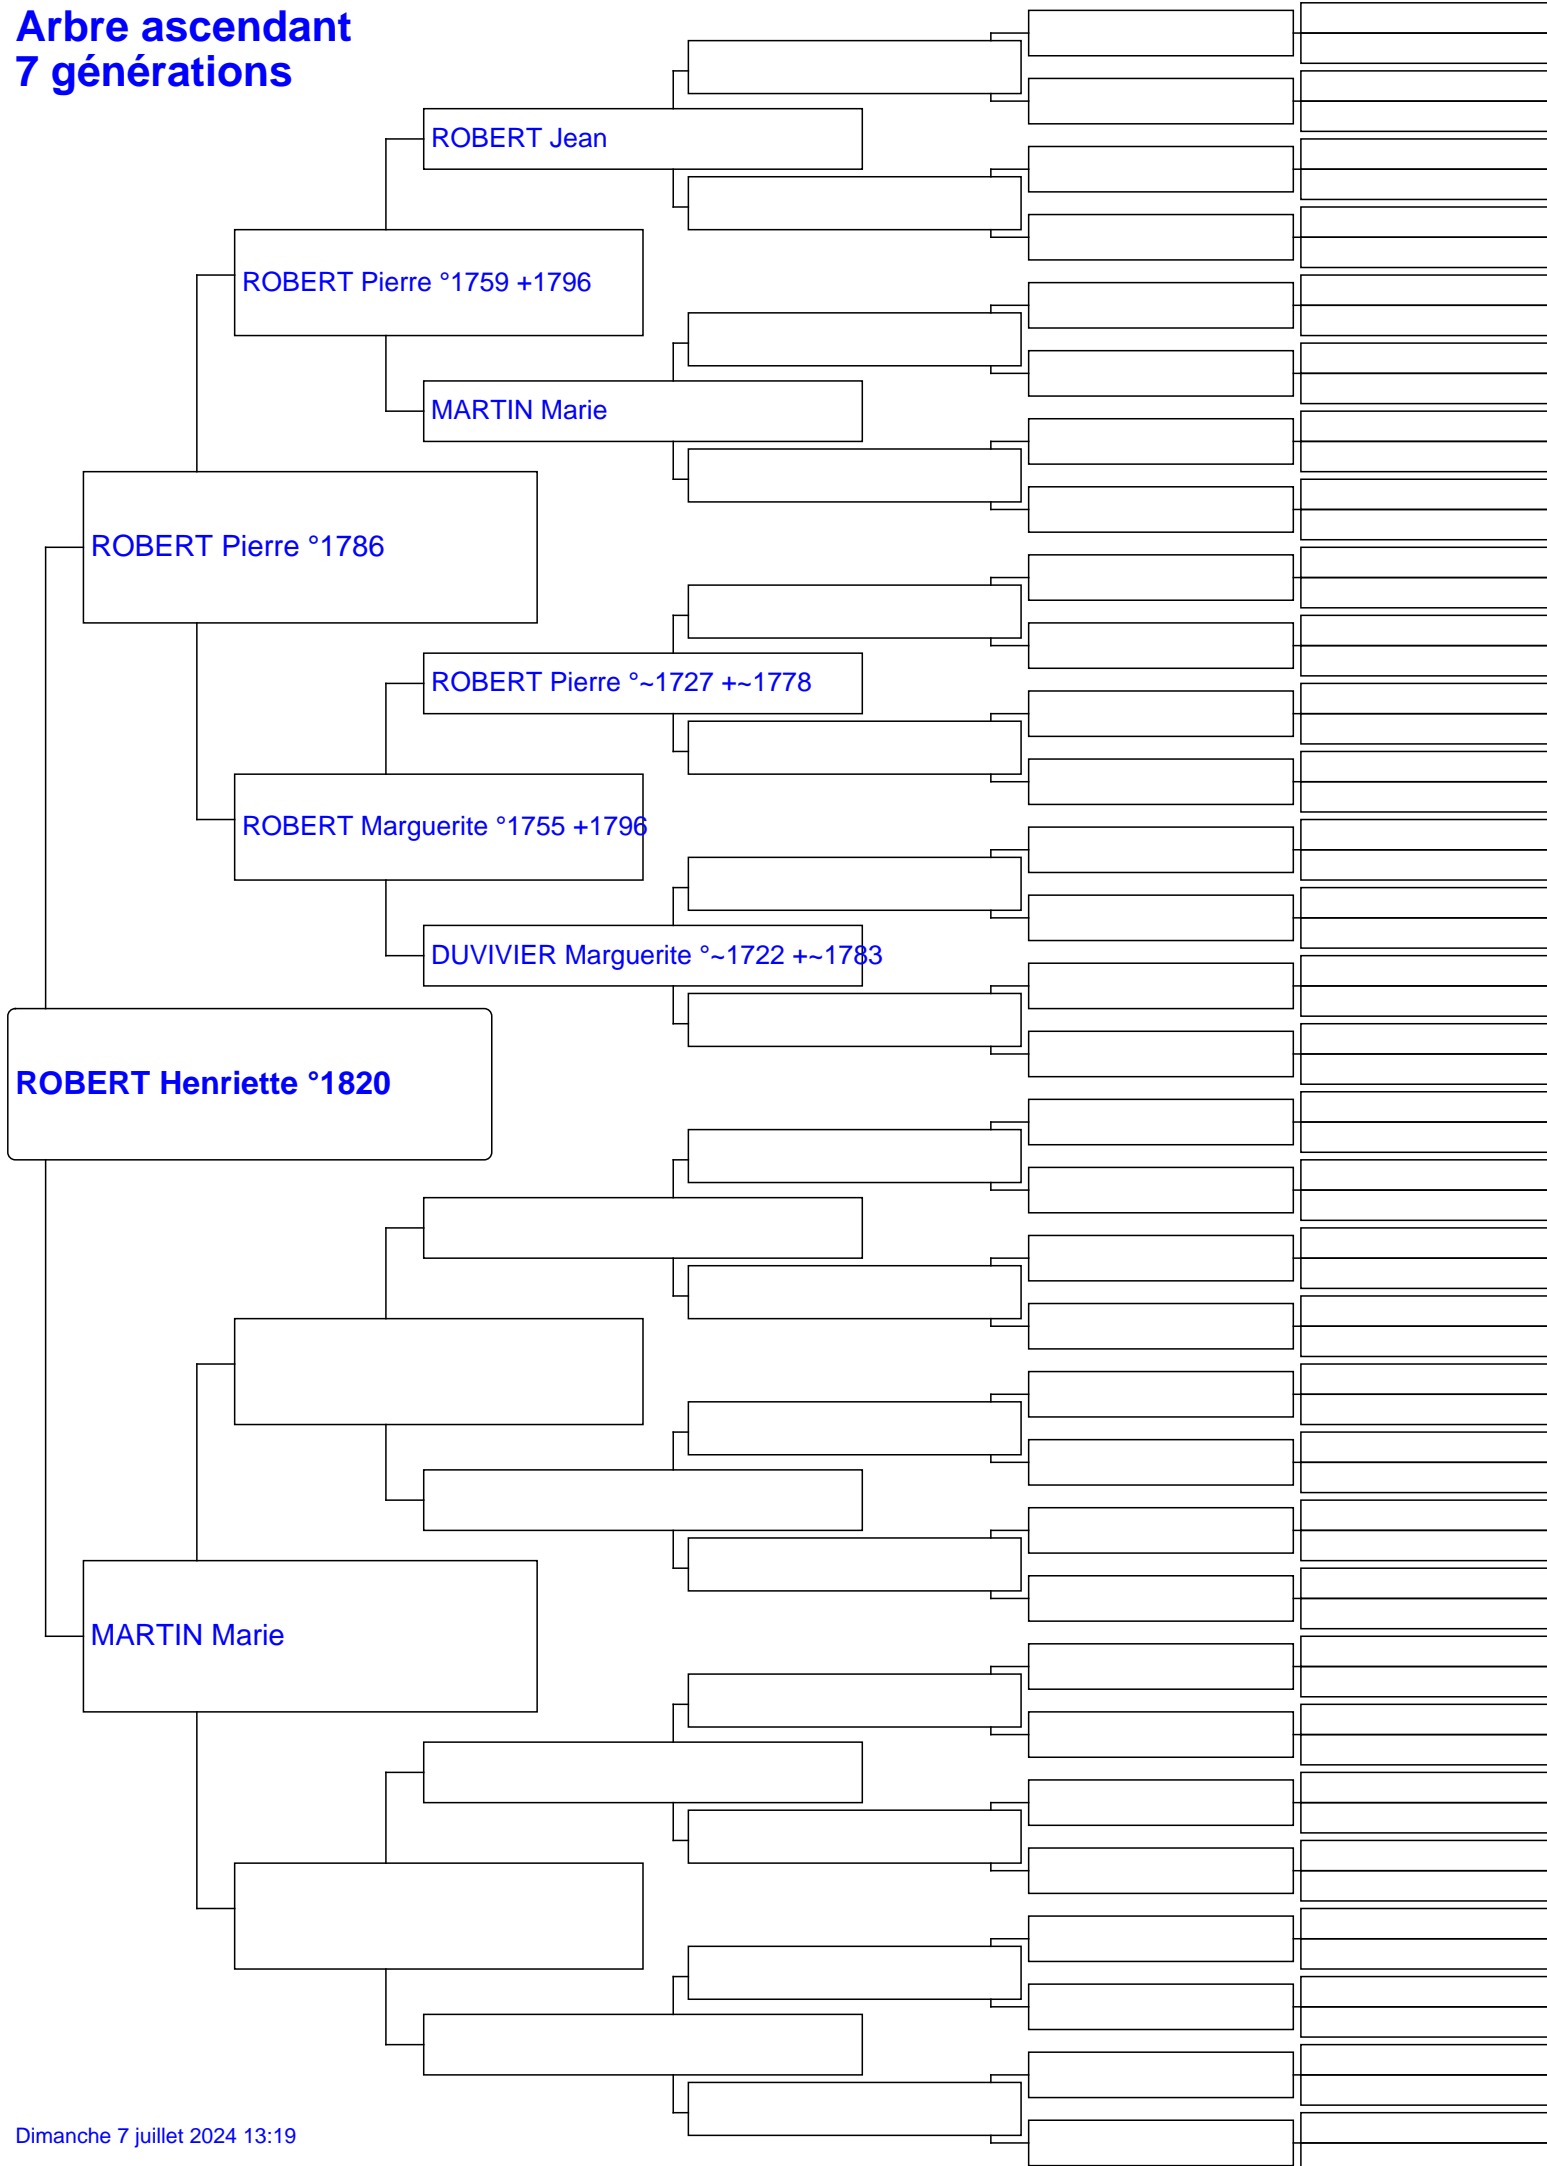 Arbre ascendant
7 générations
ROBERT Jean
ROBERT Pierre °1759 +1796
MARTIN Marie
ROBERT Pierre °1786
ROBERT Pierre °~1727 +~1778
ROBERT Marguerite °1755 +1796
DUVIVIER Marguerite °~1722 +~1783
ROBERT Henriette °1820
MARTIN Marie
Dimanche 7 juillet 2024 13:19